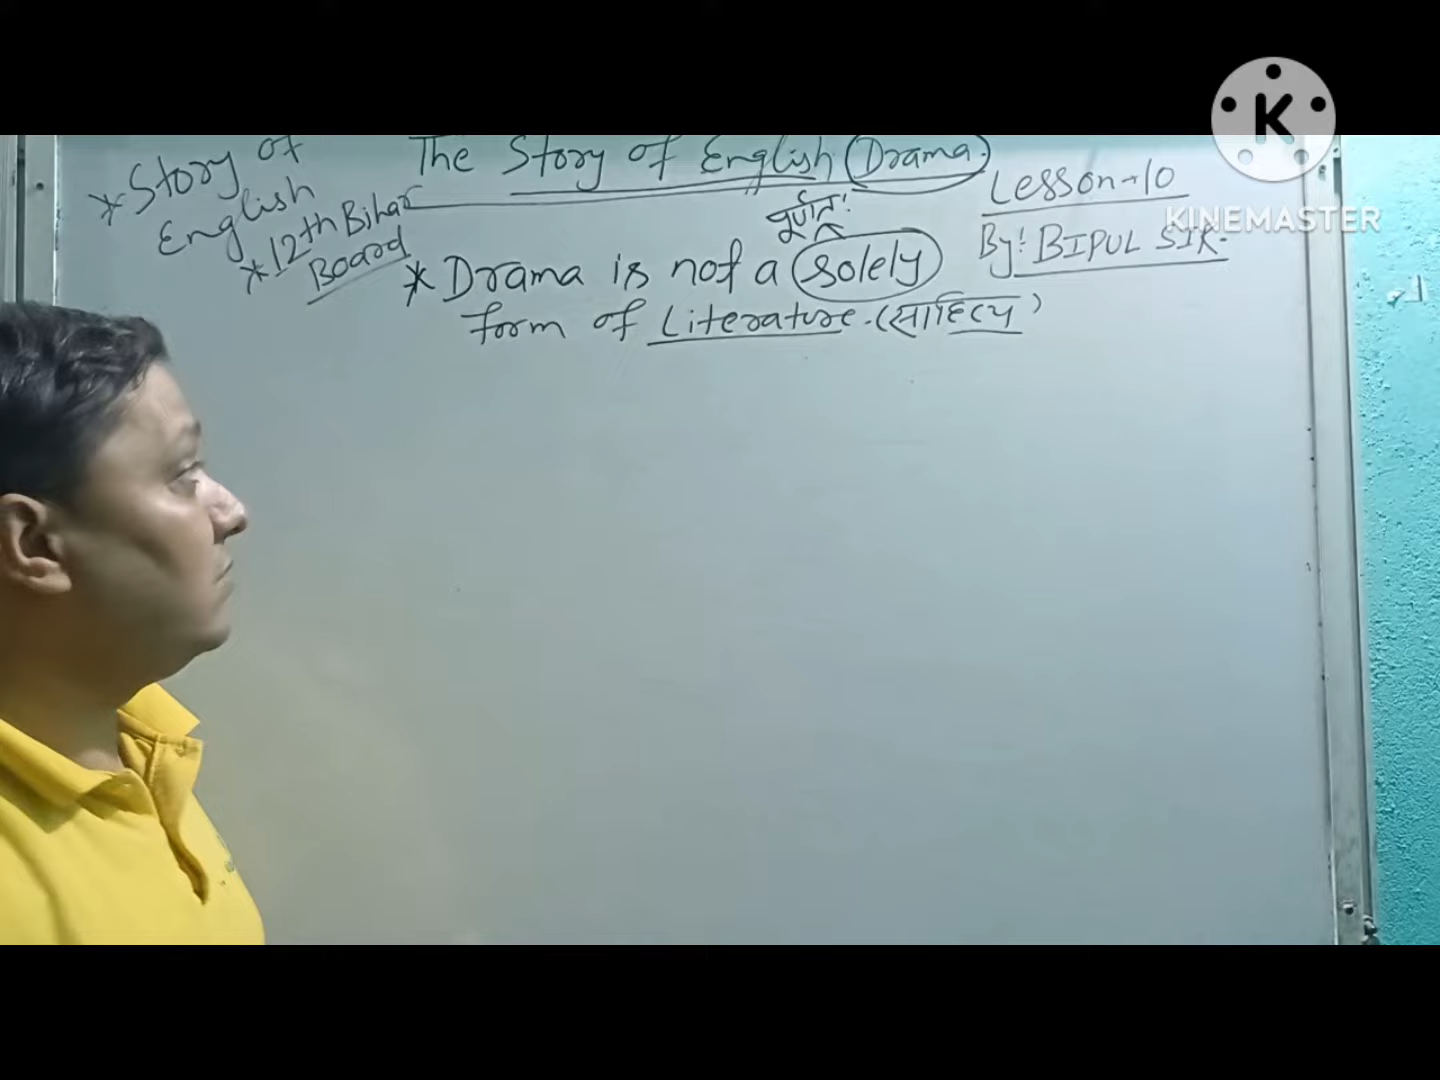 * Story of
English
* 12th Bihar
Board
The Story of English Drama.
Lesson-10
By: BIPUL SIR-
पूर्णतः
* Drama is not a solely
form of Literature.(साहित्य)
K
KINEMASTER